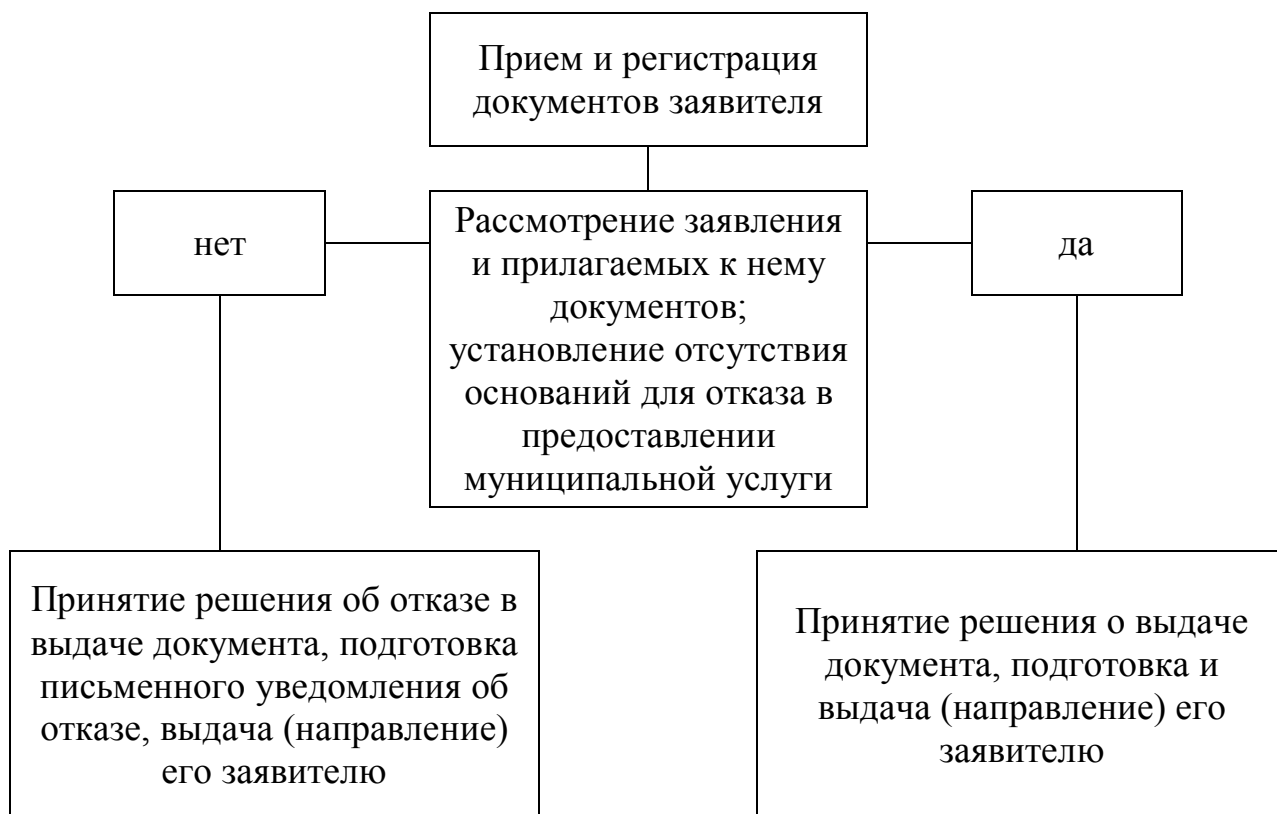 Прием и регистрация
документов заявителя
нет
Рассмотрение заявления
и прилагаемых к нему
документов;
установление отсутствия
оснований для отказа в
предоставлении
муниципальной услуги
да
Принятие решения об отказе в
выдаче документа, подготовка
письменного уведомления об
отказе, выдача (направление)
его заявителю
Принятие решения о выдаче
документа, подготовка и
выдача (направление) его
заявителю